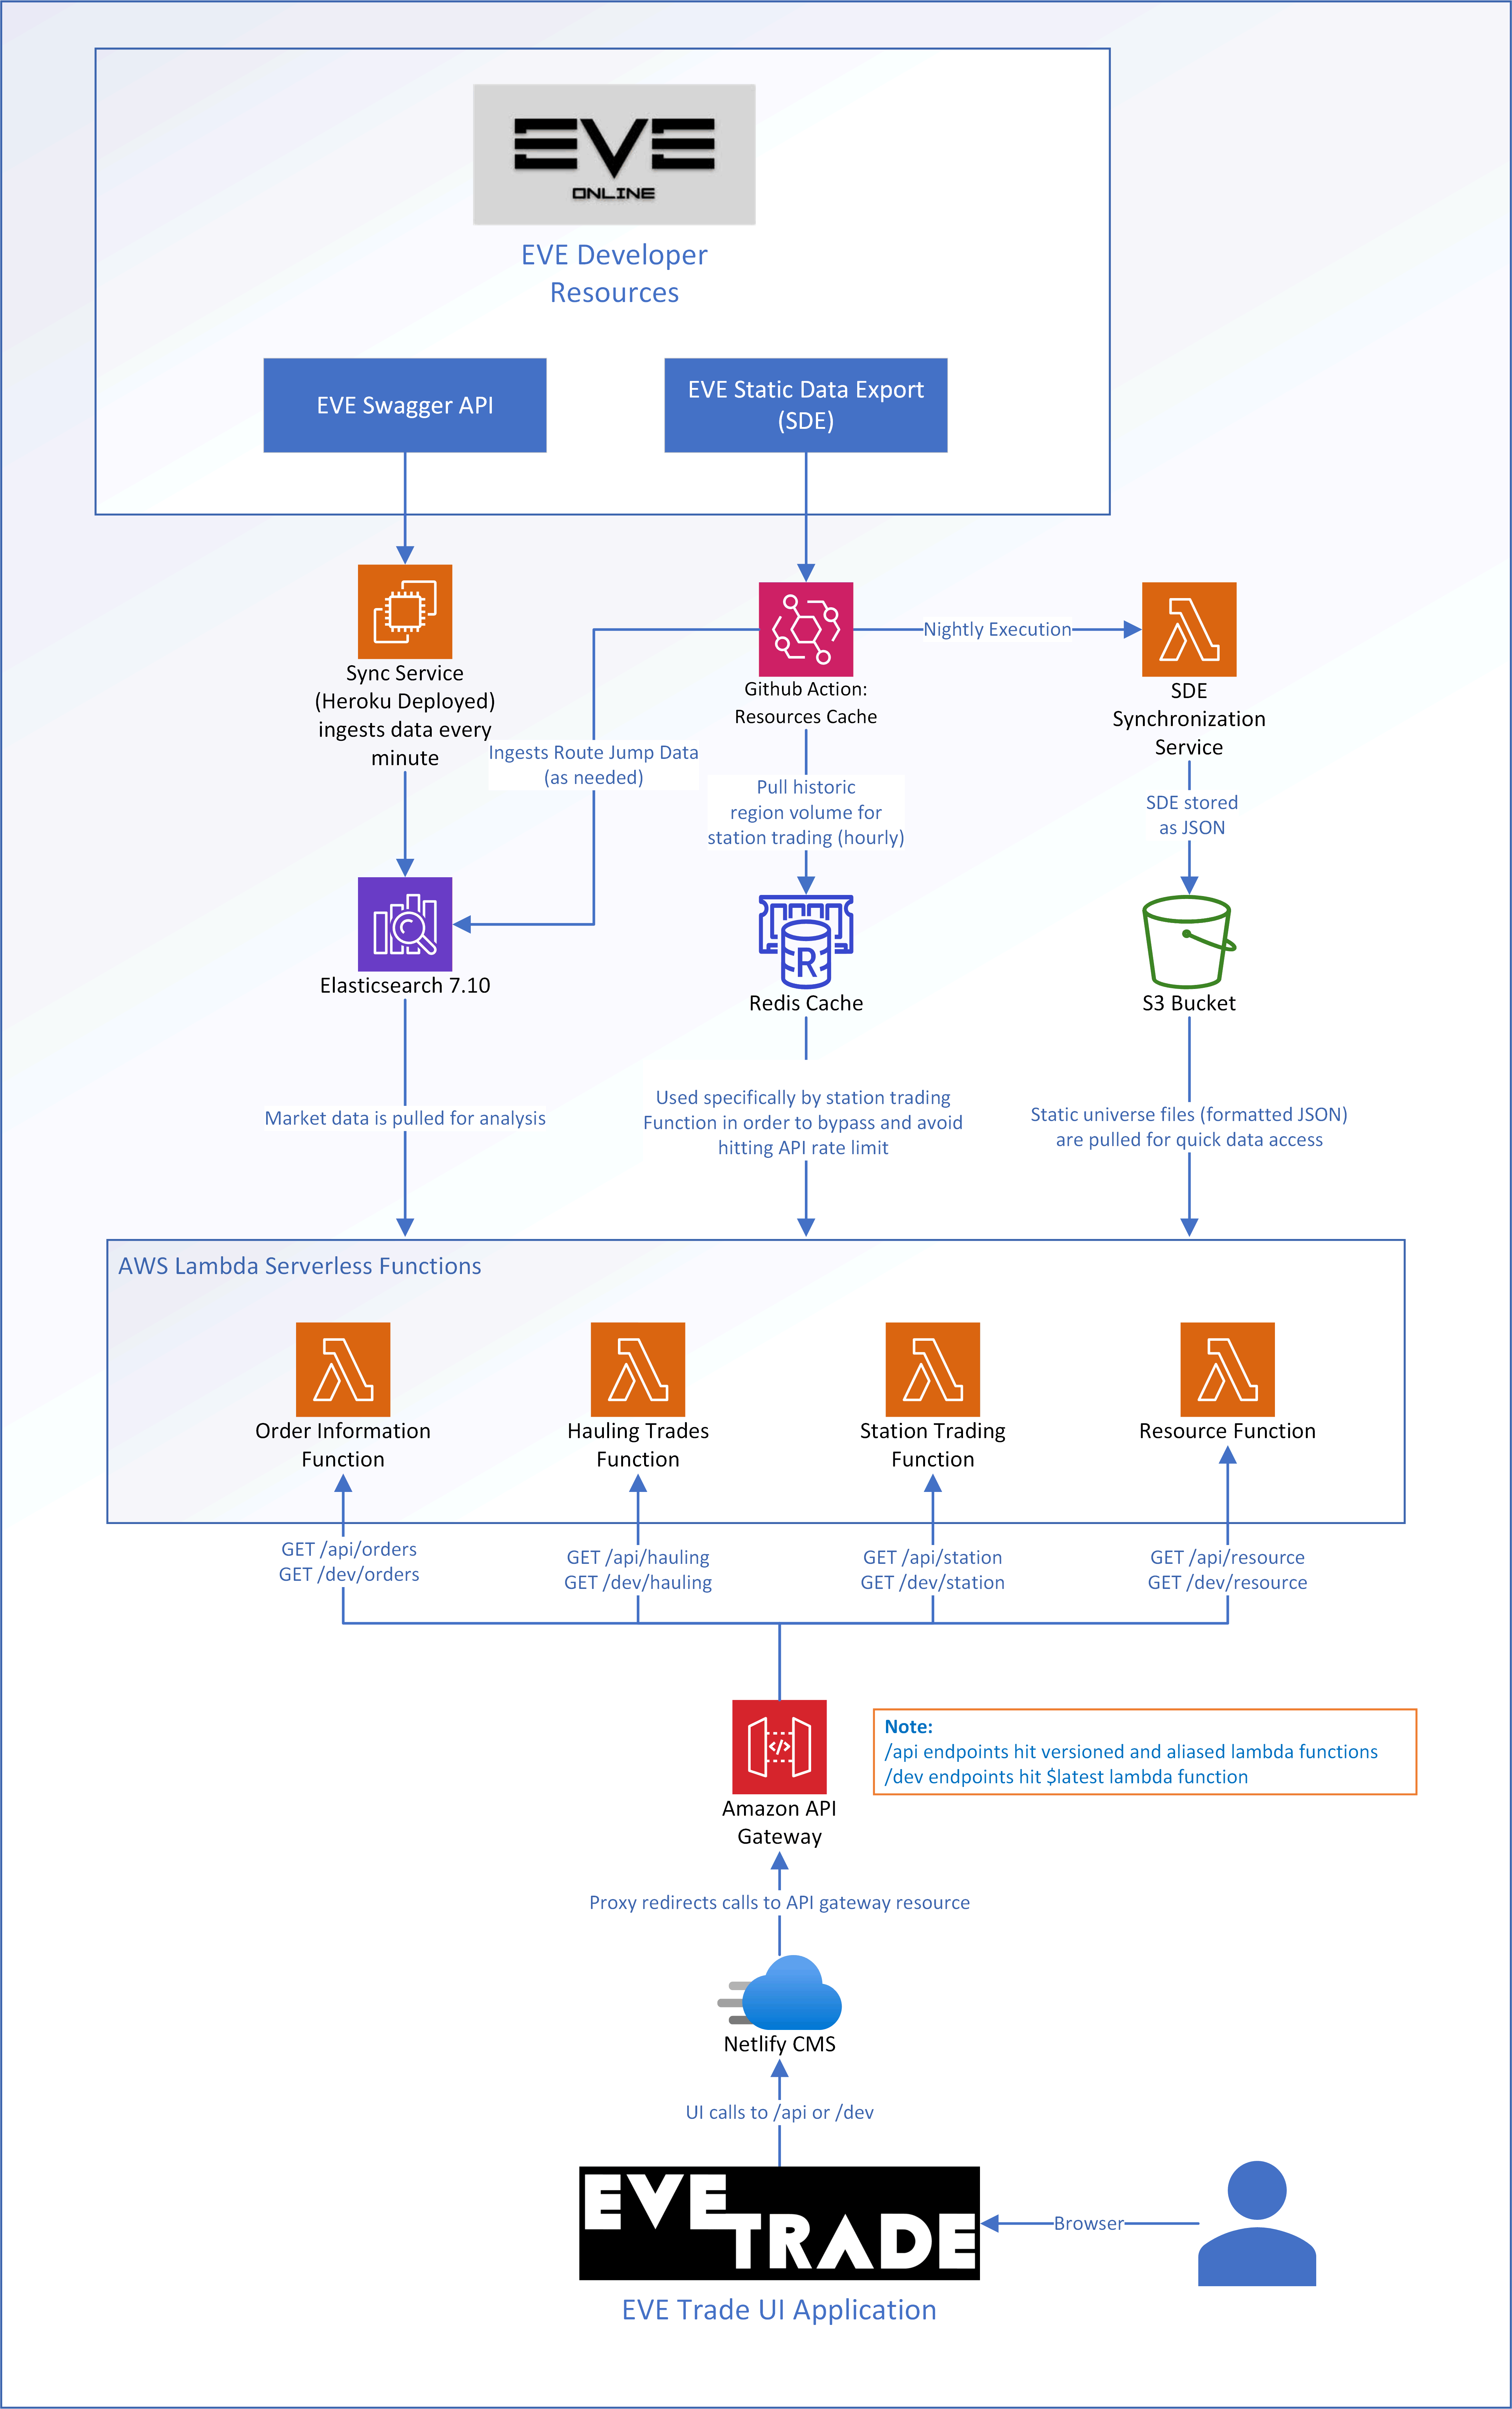 EVE
ONLINE
EVE Developer
Resources
EVE Swagger API
EVE Static Data Export
(SDE)
Sync Service
(Heroku Deployed)
ingests data every
minute
Github Action:
Resources Cache
Nightly Execution
SDE
Synchronization
Service
Ingests Route Jump Data
(as needed)
Pull historic
region volume for
station trading (hourly)
SDE stored
as JSON
Elasticsearch 7.10
R
Redis Cache
S3 Bucket
Market data is pulled for analysis
Used specifically by station trading
Function in order to bypass and avoid
hitting API rate limit
Static universe files (formatted JSON)
are pulled for quick data access
AWS Lambda Serverless Functions
Order Information
Function
Hauling Trades
Function
Station Trading
Function
Resource Function
GET /api/orders
GET /dev/orders
GET /api/hauling
GET /dev/hauling
GET /api/station
GET /dev/station
GET /api/resource
GET /dev/resource
</>
Amazon API
Gateway
Note:
/api endpoints hit versioned and aliased lambda functions
/dev endpoints hit $latest lambda function
Proxy redirects calls to API gateway resource
Netlify CMS
UI calls to /api or /dev
EVE
TRADE
Browser
EVE Trade UI Application